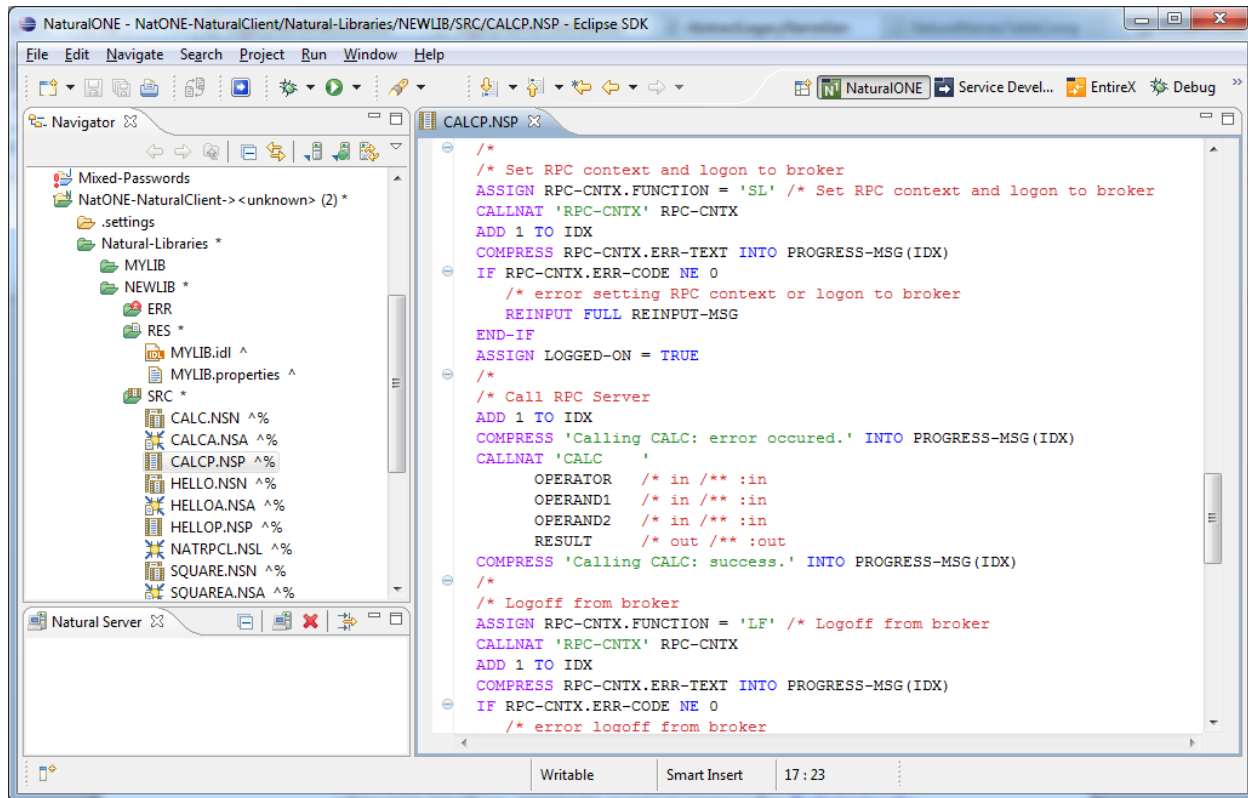 NaturalONE - NatONE-NaturalClient/Natural-Libraries/NEWLIB/SRC/CALCP.NSP - Eclipse SDK
File Edit Navigate Search Project Run Window Help
NaturalONE Service Devel... EntireX Debug
Navigator
Mixed-Passwords
NatONE-NaturalClient-><unknown> (2) *
.settings
Natural-Libraries *
MYLIB
NEWLIB *
ERR
RES *
MYLIB.idl ^
MYLIB.properties ^
SRC *
CALC.NSN ^%
CALCA.NSA ^%
CALCP.NSP ^%
HELLO.NSN ^%
HELLOA.NSA ^%
HELLOP.NSP ^%
NATRPCL.NSL ^%
SQUARE.NSN ^%
SQUAREA.NSA ^%
Natural Server
CALCP.NSP
/*
/* Set RPC context and logon to broker
ASSIGN RPC-CNTX.FUNCTION = 'SL' /* Set RPC context and logon to broker
CALLNAT 'RPC-CNTX' RPC-CNTX
ADD 1 TO IDX
COMPRESS RPC-CNTX.ERR-TEXT INTO PROGRESS-MSG(IDX)
IF RPC-CNTX.ERR-CODE NE 0
/* error setting RPC context or logon to broker
REINPUT FULL REINPUT-MSG
END-IF
ASSIGN LOGGED-ON = TRUE
/*
/* Call RPC Server
ADD 1 TO IDX
COMPRESS 'Calling CALC: error occured.' INTO PROGRESS-MSG(IDX)
CALLNAT 'CALC    '
OPERATOR /* in /** :in
OPERAND1 /* in /** :in
OPERAND2 /* in /** :in
RESULT /* out /** :out
COMPRESS 'Calling CALC: success.' INTO PROGRESS-MSG(IDX)
/*
/* Logoff from broker
ASSIGN RPC-CNTX.FUNCTION = 'LF' /* Logoff from broker
CALLNAT 'RPC-CNTX' RPC-CNTX
ADD 1 TO IDX
COMPRESS RPC-CNTX.ERR-TEXT INTO PROGRESS-MSG(IDX)
IF RPC-CNTX.ERR-CODE NE 0
/* error logoff from broker
Writable Smart Insert 17 : 23